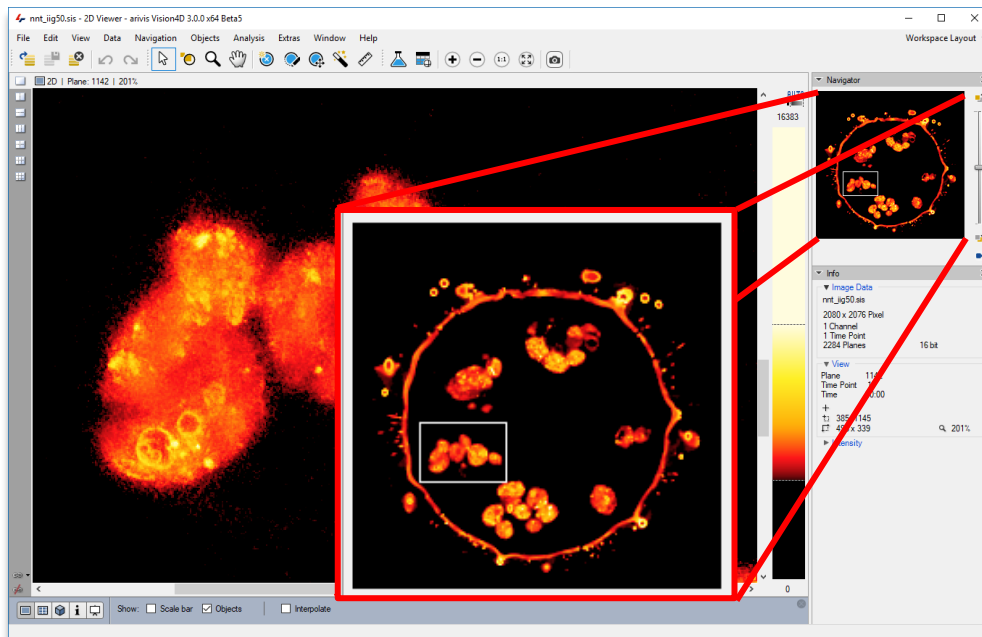 nnt_iig50.sis - 2D Viewer - arivis Vision4D 3.0.0 x64 Beta5
File Edit View Data Navigation Objects Analysis Extras Window Help
Workspace Layout
1:1
2D | Plane: 1142 | 201%
16383
0
Navigator
Info
Image Data
nnt_iig50.sis
2080 x 2076 Pixel
1 Channel
1 Time Point
2284 Planes 16 bit
View
Plane
Time Point
Time
x 339 201%
Intensity
Show: Scale bar Objects Interpolate